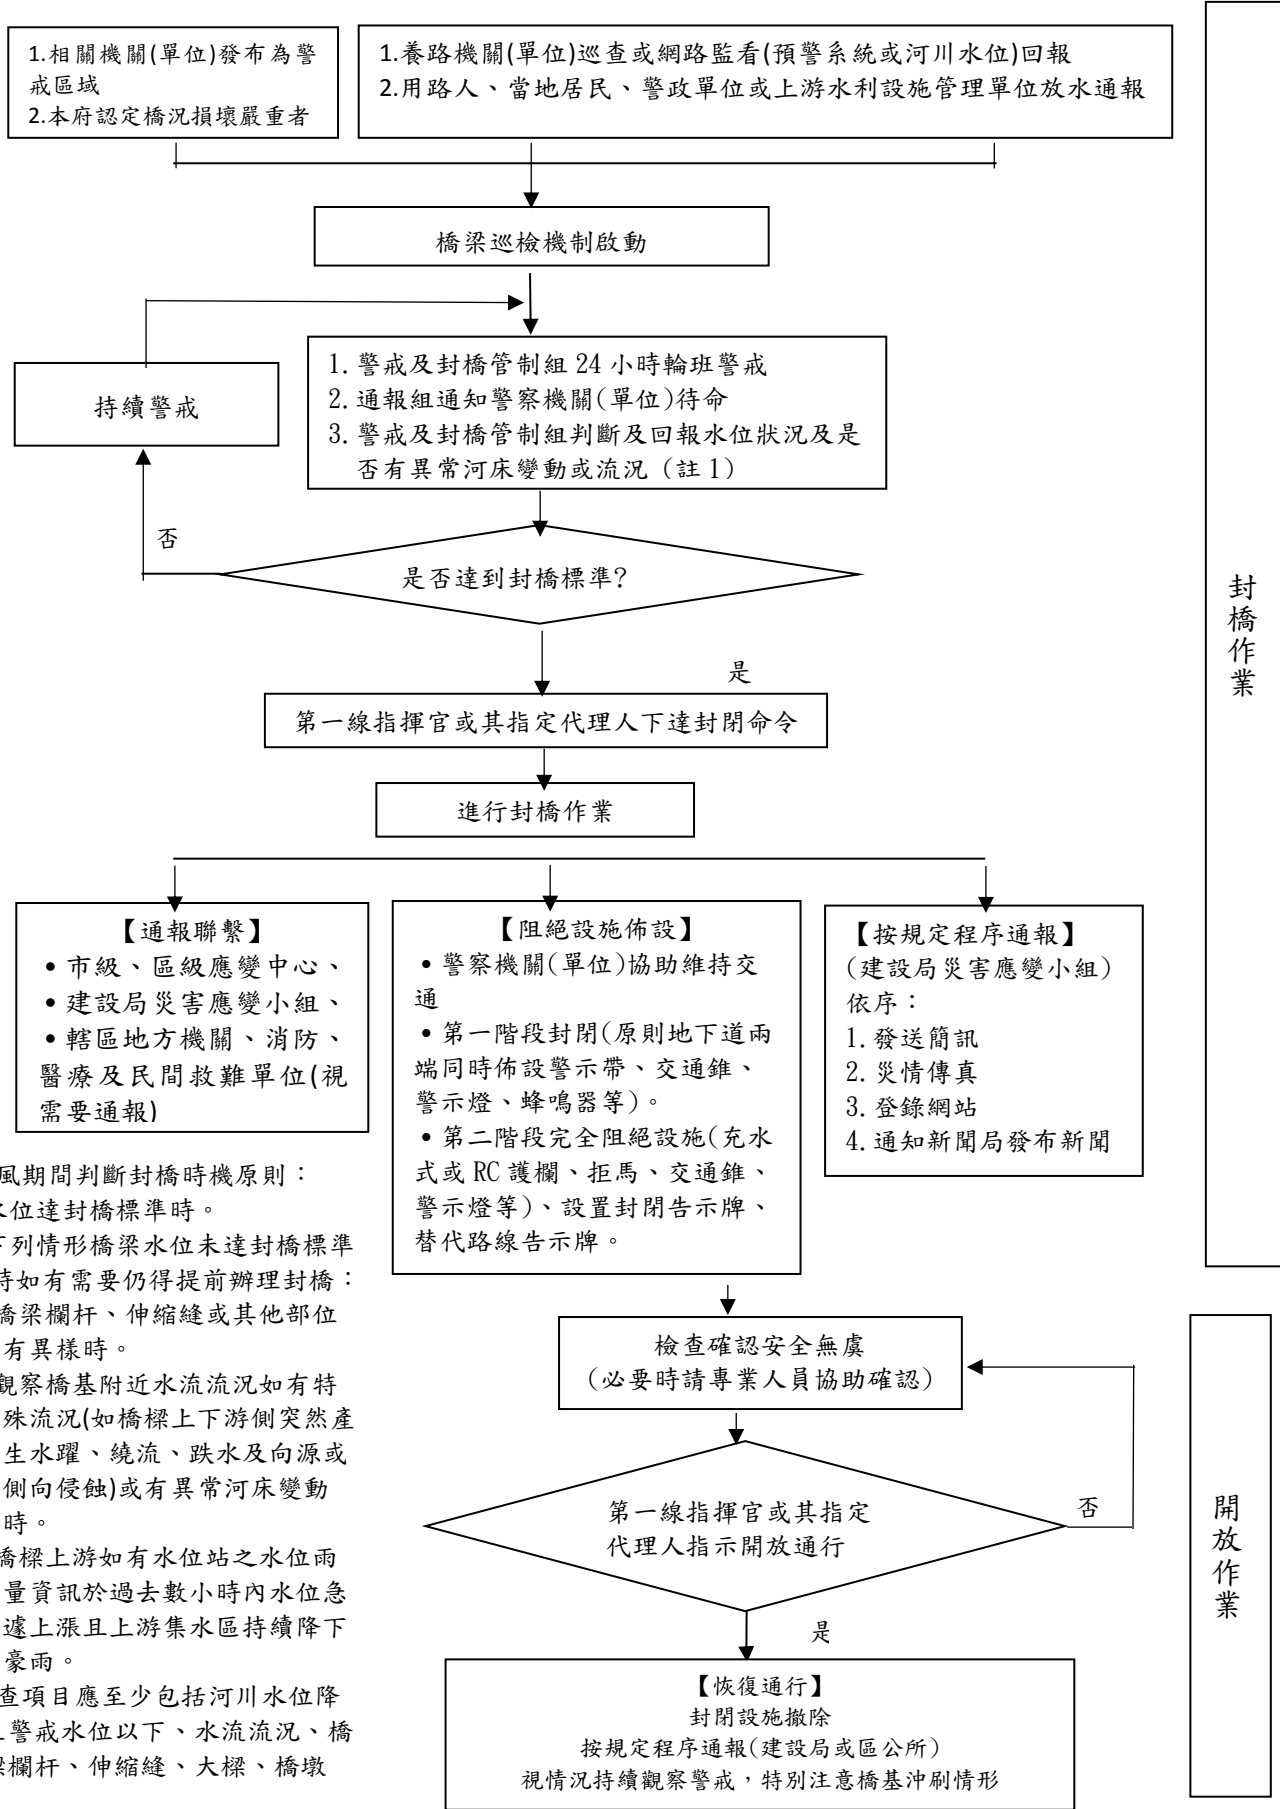 1.相關機關(單位)發布為警
戒區域
2.本府認定橋況損壞嚴重者
1.養路機關(單位)巡查或網路監看(預警系統或河川水位)回報
2.用路人、當地居民、警政單位或上游水利設施管理單位放水通報
橋梁巡檢機制啟動
持續警戒
1.警戒及封橋管制組 24 小時輪班警戒
2.通報組通知警察機關(單位)待命
3.警戒及封橋管制組判斷及回報水位狀況及是
否有異常河床變動或流況（註 1）
否
是否達到封橋標準?
是
第一線指揮官或其指定代理人下達封閉命令
進行封橋作業
【通報聯繫】
•市級、區級應變中心、
•建設局災害應變小組、
•轄區地方機關、消防、
醫療及民間救難單位(視
需要通報)
【阻絕設施佈設】
•警察機關(單位)協助維持交
通
•第一階段封閉(原則地下道兩
端同時佈設警示帶、交通錐、
警示燈、蜂鳴器等)。
•第二階段完全阻絕設施(充水
式或 RC 護欄、拒馬、交通錐、
警示燈等)、設置封閉告示牌、
替代路線告示牌。
【按規定程序通報】
(建設局災害應變小組)
依序：
1.發送簡訊
2.災情傳真
3.登錄網站
4.通知新聞局發布新聞
封橋作業
風期間判斷封橋時機原則：
水位達封橋標準時。
下列情形橋梁水位未達封橋標準
時如有需要仍得提前辦理封橋：
橋梁欄杆、伸縮縫或其他部位
有異樣時。
觀察橋基附近水流流況如有特
殊流況(如橋樑上下游側突然產
生水躍、繞流、跌水及向源或
側向侵蝕)或有異常河床變動
時。
橋樑上游如有水位站之水位雨
量資訊於過去數小時內水位急
遽上漲且上游集水區持續降下
豪雨。
查項目應至少包括河川水位降
警戒水位以下、水流流況、橋
樑欄杆、伸縮縫、大樑、橋墩
檢查確認安全無虞
(必要時請專業人員協助確認)
第一線指揮官或其指定
代理人指示開放通行
否
是
【恢復通行】
封閉設施撤除
按規定程序通報(建設局或區公所)
視情況持續觀察警戒，特別注意橋基沖刷情形
開放作業